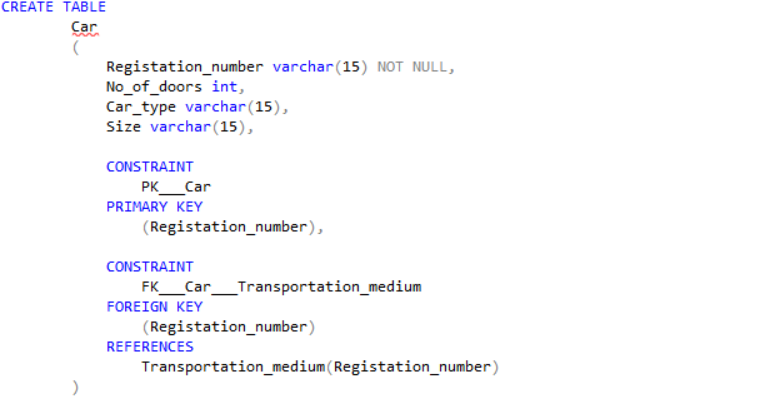 CREATE TABLE
Car
(
Registation_number varchar(15) NOT NULL,
No_of_doors int,
Car_type varchar(15),
Size varchar(15),
CONSTRAINT
PK___Car
PRIMARY KEY
(Registation_number),
CONSTRAINT
FK___Car___Transportation_medium
FOREIGN KEY
(Registation_number)
REFERENCES
Transportation_medium(Registation_number)
)